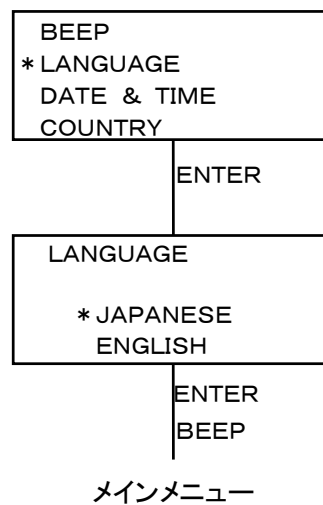 BEEP
*LANGUAGE
DATE & TIME
COUNTRY
ENTER
LANGUAGE
*JAPANESE
ENGLISH
ENTER
BEEP
メインメニュー